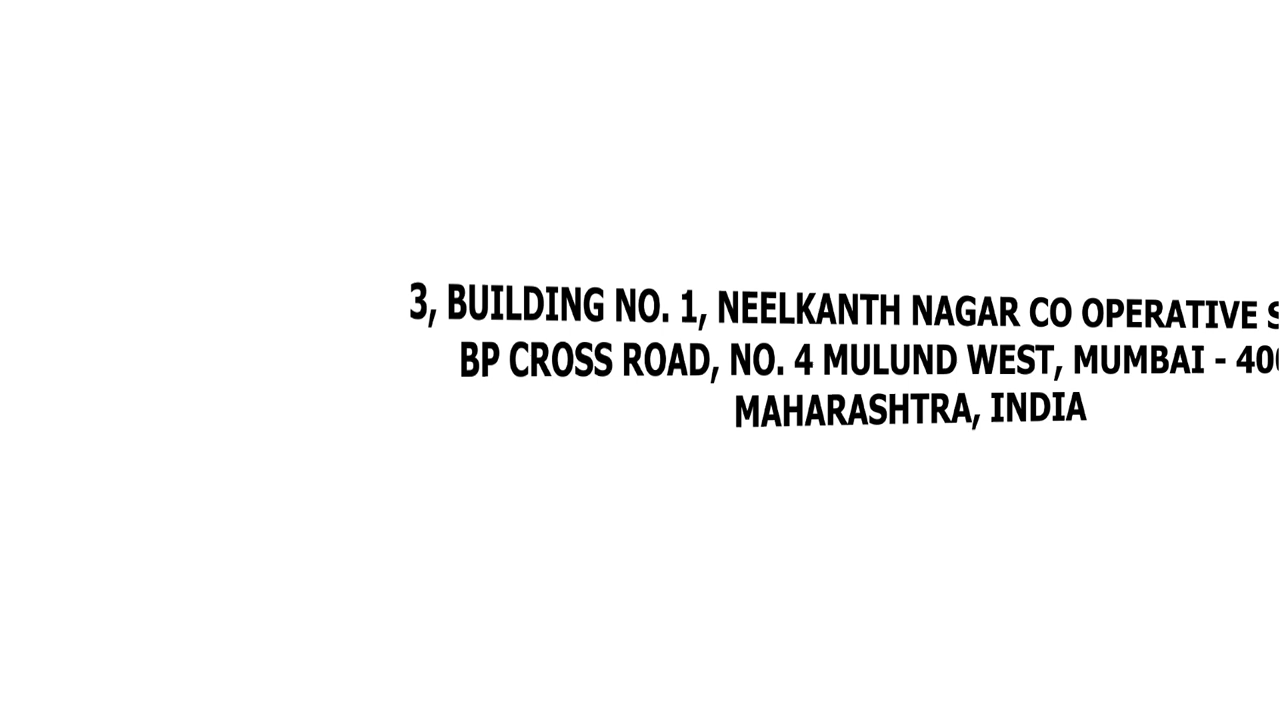 3, BUILDING NO. 1, NEELKANTH NAGAR CO OPERATIVE
BP CROSS ROAD, NO. 4 MULUND WEST, MUMBAI -
MAHARASHTRA, INDIA